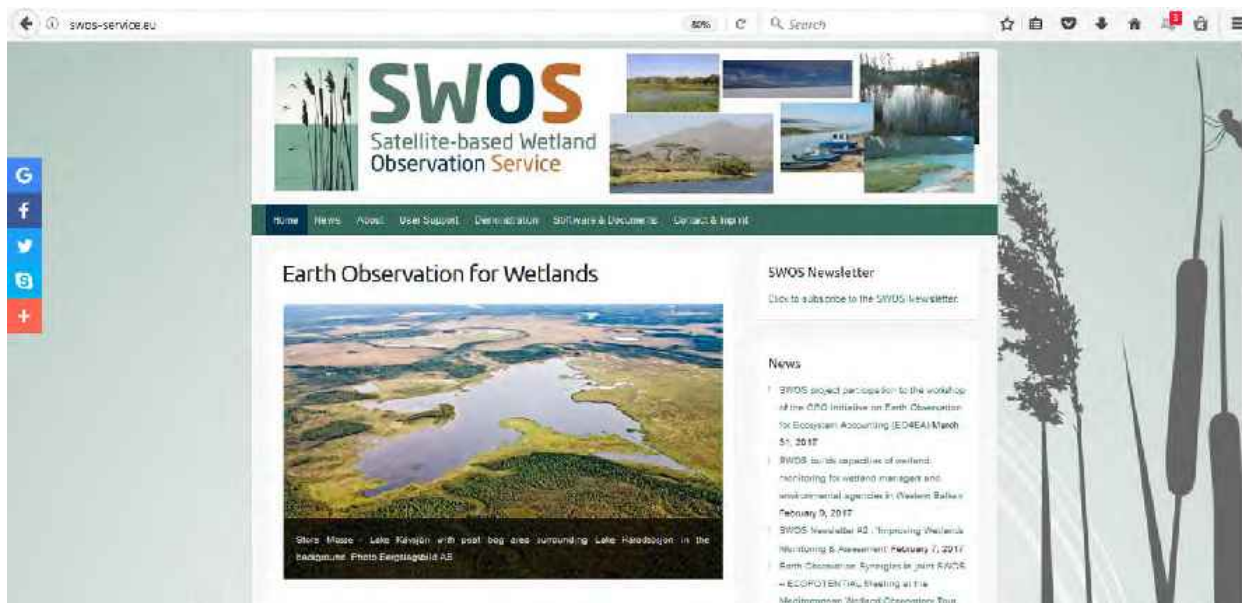 swos-service.eu
80%
Search
3
SWOS
Satellite-based Wetland
Observation Service
Home News About User Support Demonstration Software & Documents Contact & Imprint
Earth Observation for Wetlands
Store Mosse - Lake Kävsjön with peat bog area surrounding Lake in the
background. Photo Bergslagsbild AB
SWOS Newsletter
Click to subscribe to the SWOS Newsletter.
News
SWOS project participation to the workshop
of the GEO Initiative on Earth Observation
for Ecosystem Accounting (EO4EA) March
31, 2017
SWOS builds capacities of wetland
monitoring for wetland managers and
environmental agencies in Western Balkan
February 9, 2017
SWOS Newsletter #2 : "Improving Wetlands
Monitoring & Assessment February 7, 2017
Earth Observation Synergies in joint SWOS
– ECOPOTENTIAL Meeting at the
Mediterranean Wetland Observatory Tour